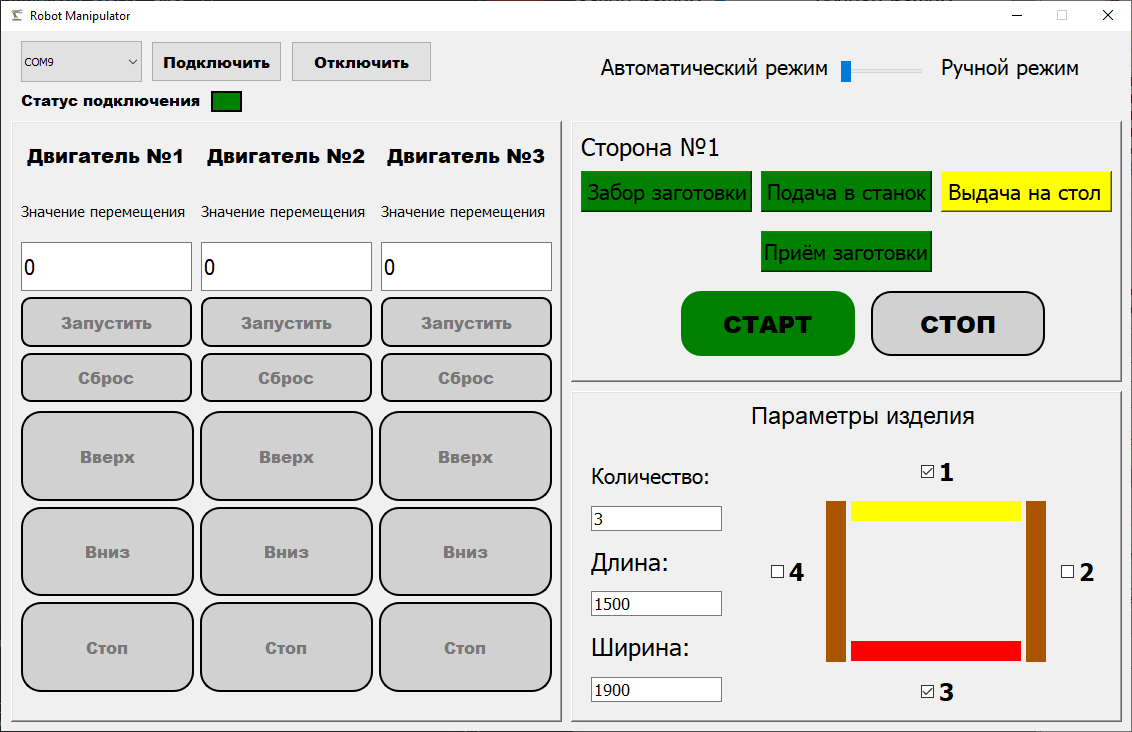 Robot Manipulator
COM9
Подключить
Отключить
Автоматический режим
Ручной режим
Статус подключения
Двигатель №1 Двигатель №2 Двигатель №3
Значение перемещения Значение перемещения Значение перемещения
0 0 0
Запустить Запустить Запустить
Сброс Сброс Сброс
Вверх Вверх Вверх
Вниз Вниз Вниз
Стоп Стоп Стоп
Сторона №1
Забор заготовки Подача в станок Выдача на стол
Приём заготовки
СТАРТ СТОП
Параметры изделия
Количество:
3
Длина:
1500
Ширина:
1900
1
4 2
3